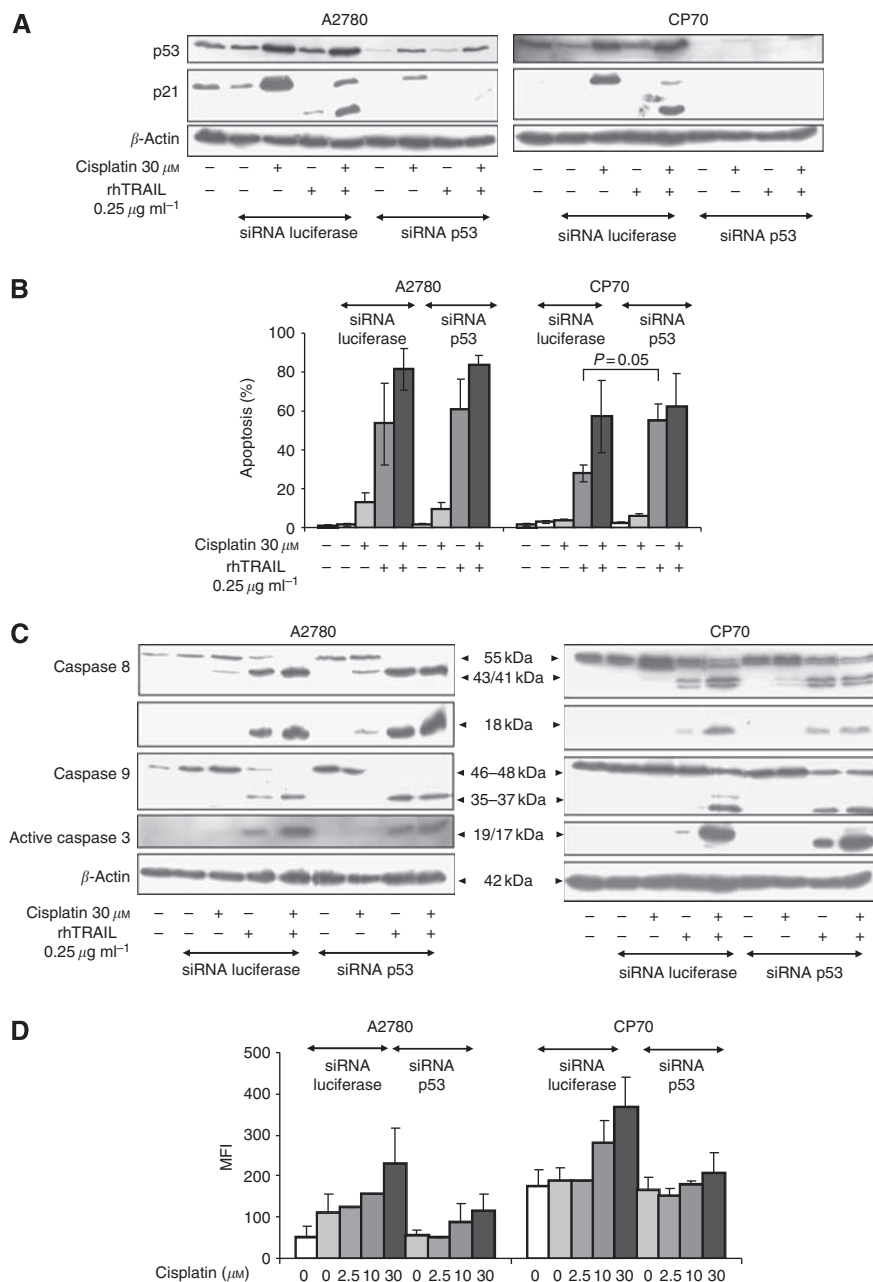 A
A2780
CP70
p53
p21
β-Actin
Cisplatin 30 μM
– – + – + – + – +
– – + – + – + – +
rhTRAIL
– – – + + – – + +
– – – + + – – + +
0.25 μg ml–1
siRNA luciferase
siRNA p53
siRNA luciferase
siRNA p53
B
A2780
CP70
siRNA luciferase
siRNA p53
siRNA luciferase
siRNA p53
P = 0.05
Apoptosis (%)
100
80
60
40
20
0
Cisplatin 30 μM
– – + – + – + – +
– – + – + – + – +
rhTRAIL
– – – + + – – + +
– – – + + – – + +
0.25 μg ml–1
C
A2780
CP70
Caspase 8
55 kDa
43/41 kDa
18 kDa
Caspase 9
46–48 kDa
35–37 kDa
Active caspase 3
19/17 kDa
β-Actin
42 kDa
Cisplatin 30 μM
– – + – + – + – +
– – + – + – + – +
rhTRAIL
– – – + + – – + +
– – – + + – – + +
0.25 μg ml–1
siRNA luciferase
siRNA p53
siRNA luciferase
siRNA p53
D
A2780
CP70
siRNA luciferase
siRNA p53
siRNA luciferase
siRNA p53
MFI
500
400
300
200
100
0
Cisplatin (μM)
0 0 2.5 10 30 0 2.5 10 30
0 0 2.5 10 30 0 2.5 10 30